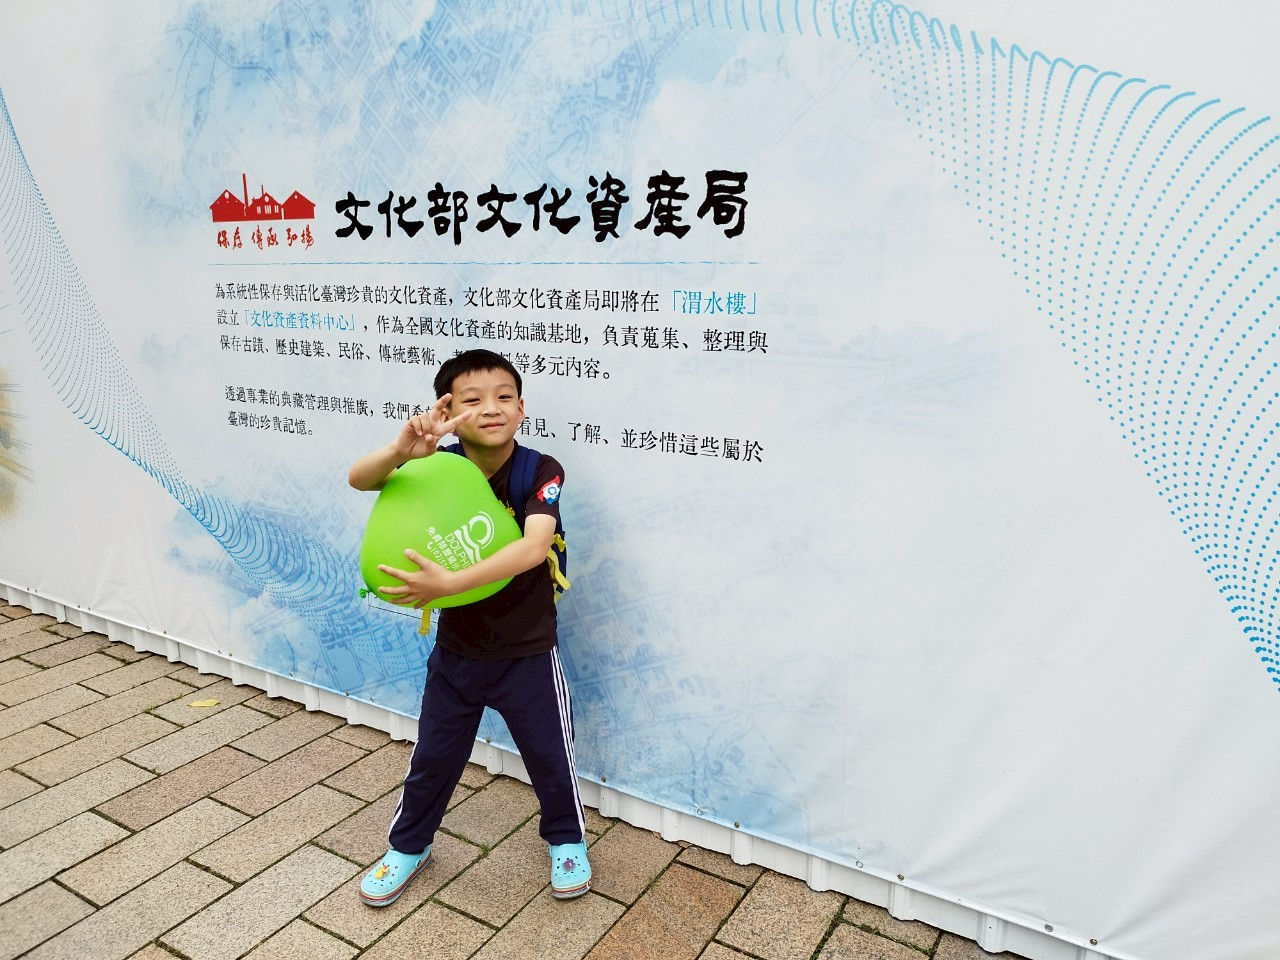 文化部文化資產局
保存 傳承 弘揚
為系統性保存與活化臺灣珍貴的文化資產，文化部文化資產局即將在「渭水樓」
設立「文化資產資料中心」，作為全國文化資產的知識基地，負責蒐集、整理與
保存古蹟、歷史建築、民俗、傳統藝術、料等多元內容。
透過專業的典藏管理與推廣，我們看見、了解、並珍惜這些屬於
臺灣的珍貴記憶。
DOLPHI